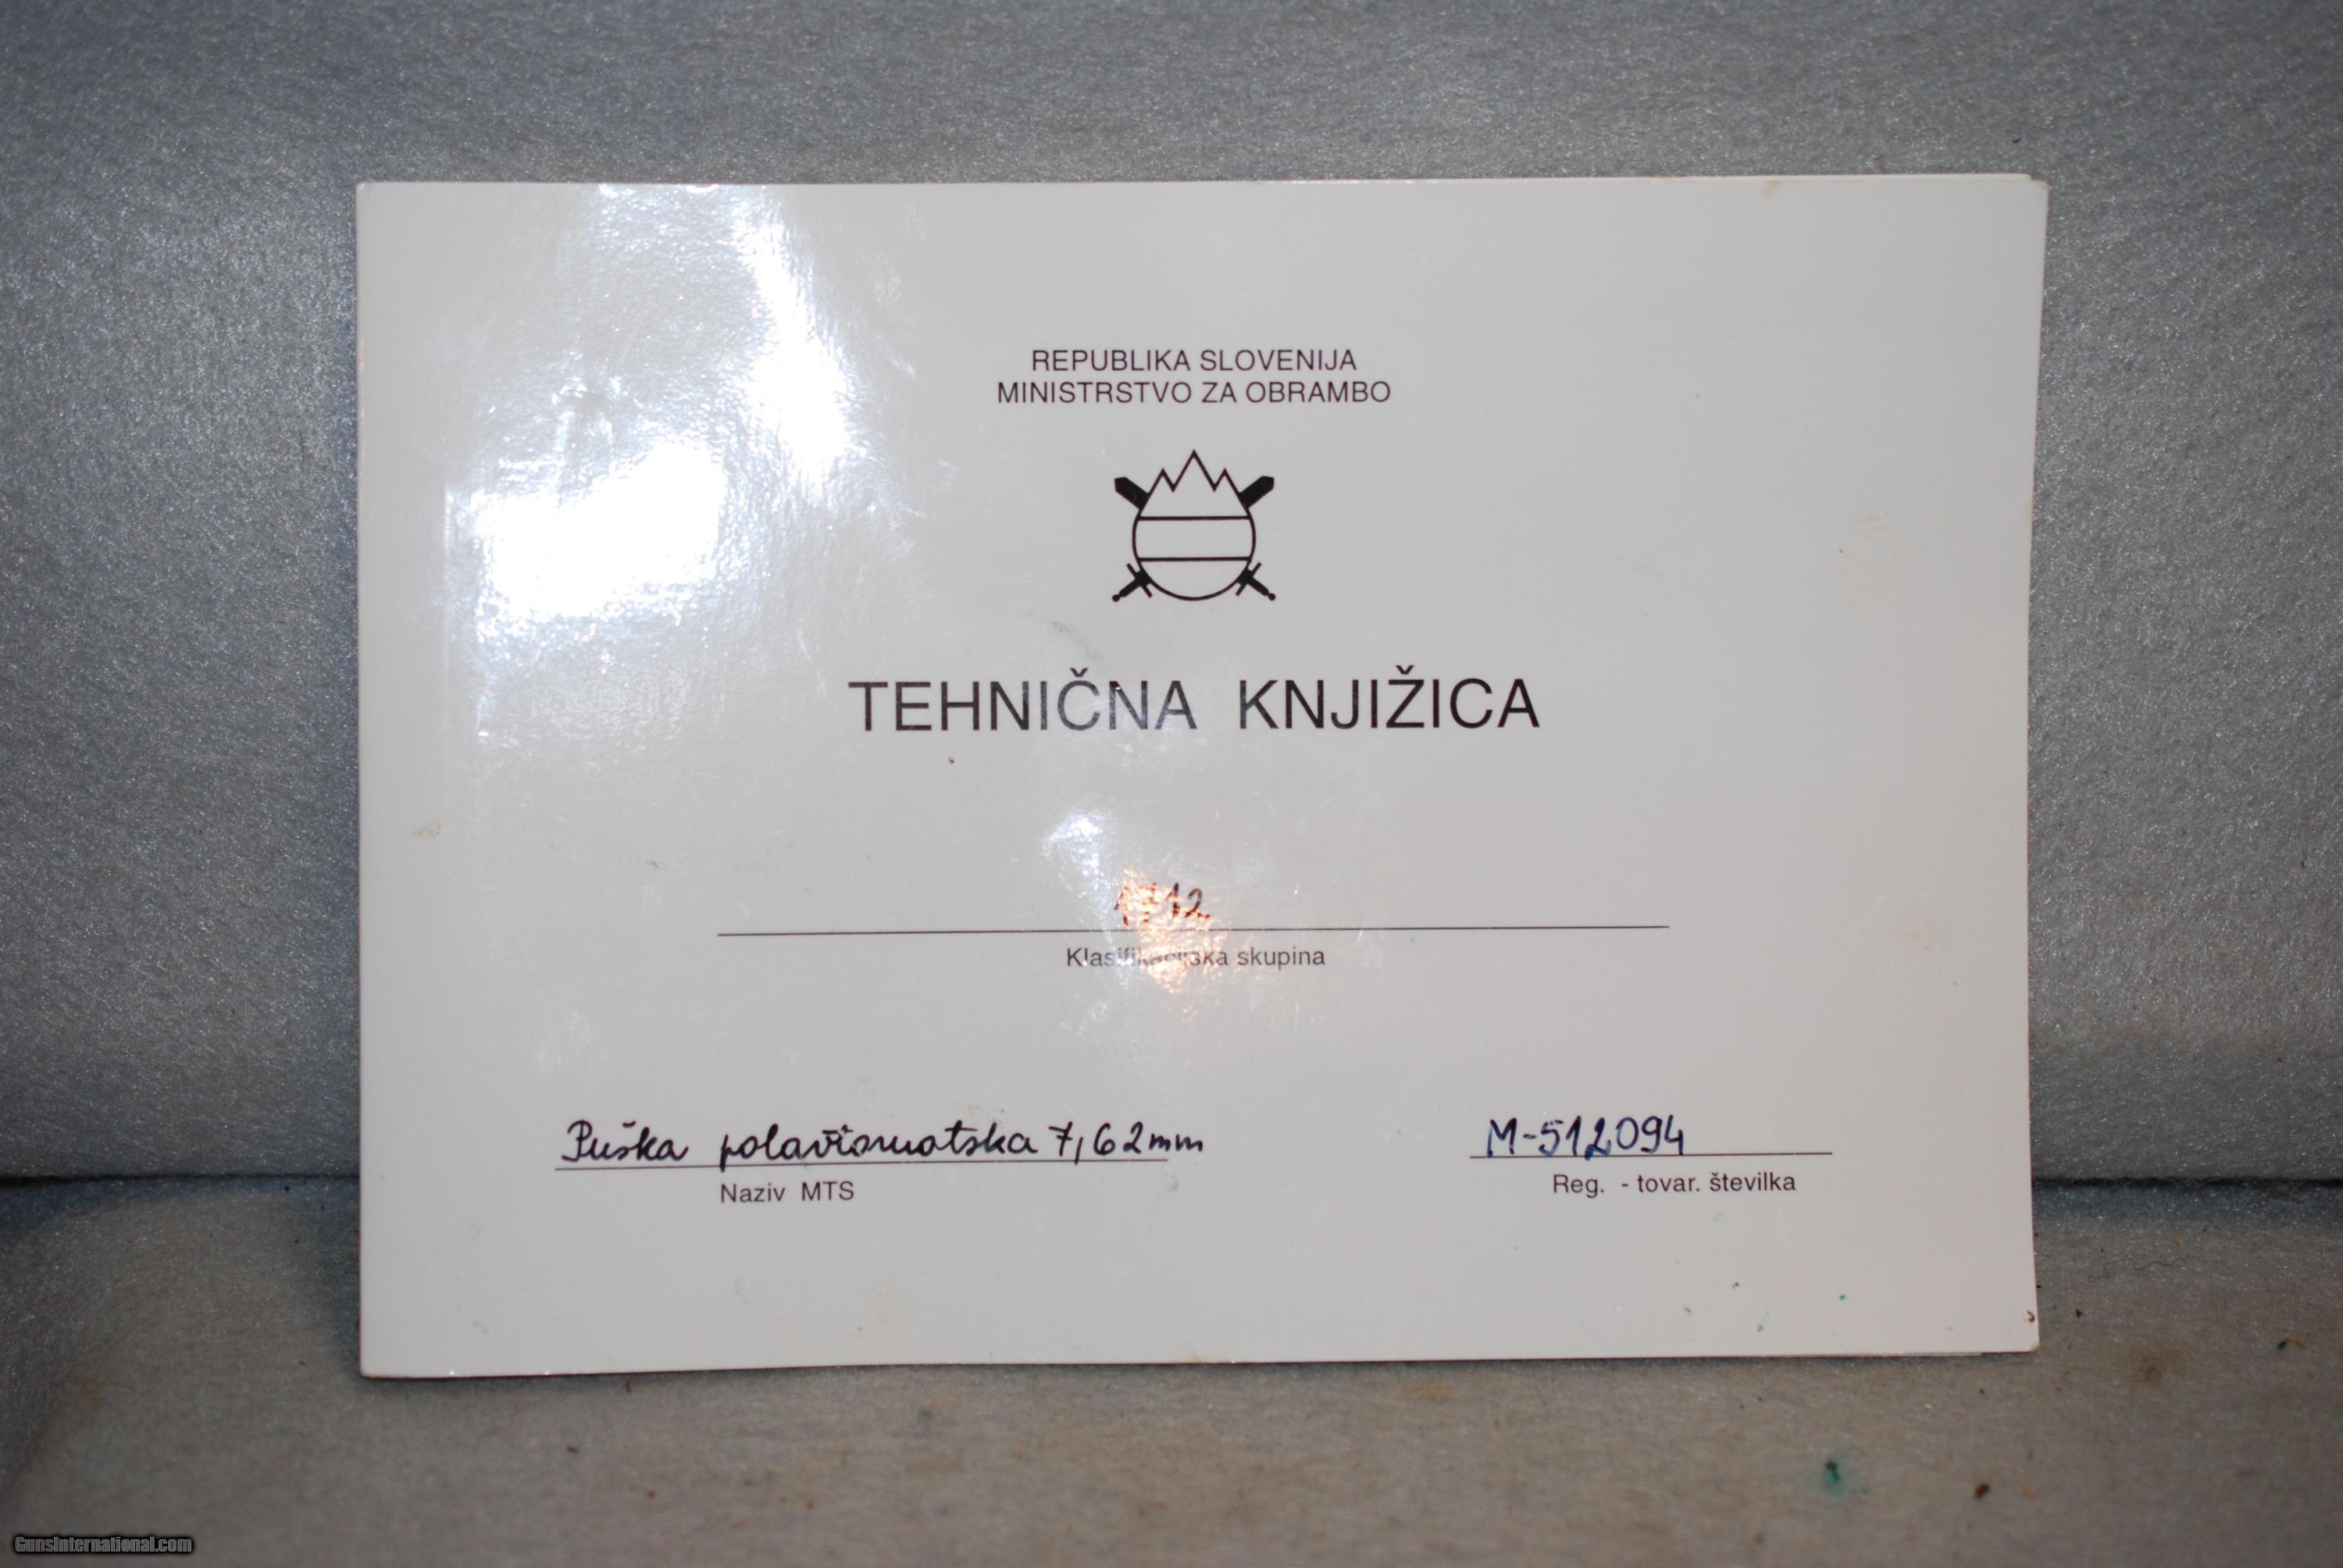 REPUBLIKA SLOVENIJA
MINISTRSTVO ZA OBRAMBO
TEHNIČNA KNJIŽICA
1712
Klasifikacijska skupina
Puška polavtomatska 7,62mm
Naziv MTS
M-512094
Reg. - tovar. številka
GunsInternational.com